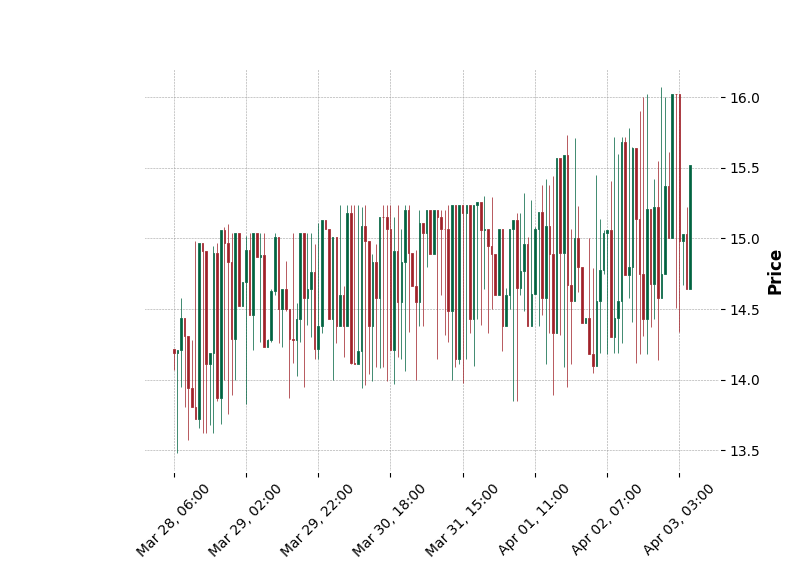 16.0
15.5
15.0
14.5
14.0
13.5
Price
Mar 28, 06:00
Mar 29, 02:00
Mar 29, 22:00
Mar 30, 18:00
Mar 31, 15:00
Apr 01, 11:00
Apr 02, 07:00
Apr 03, 03:00